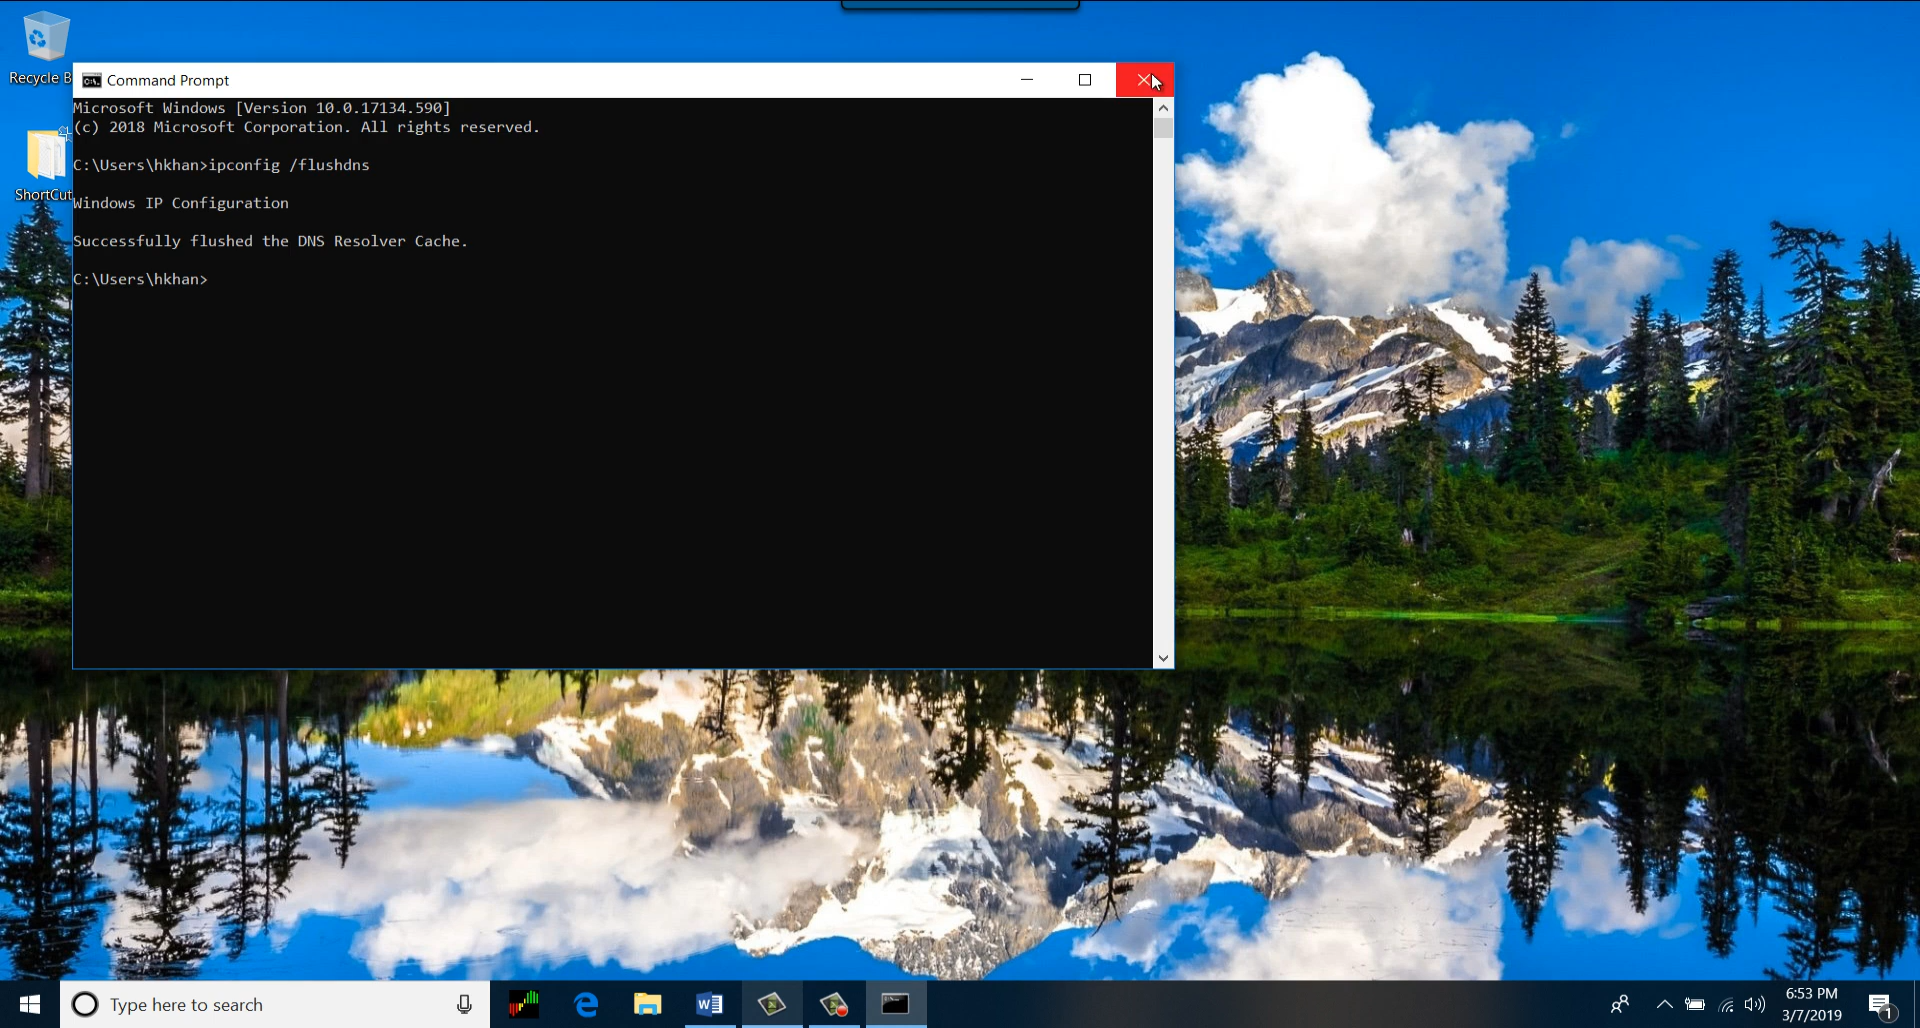 Recycle B
ShortCut
Command Prompt
Microsoft Windows [Version 10.0.17134.590]
(c) 2018 Microsoft Corporation. All rights reserved.
C:\Users\hkhan>ipconfig /flushdns
Windows IP Configuration
Successfully flushed the DNS Resolver Cache.
C:\Users\hkhan>
Type here to search
6:53 PM
3/7/2019
1